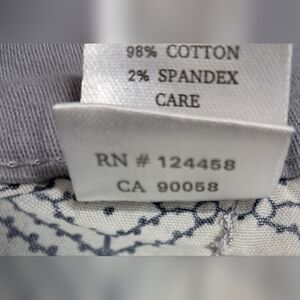 98% COTTON
2% SPANDEX
CARE
RN # 124458
CA 90058